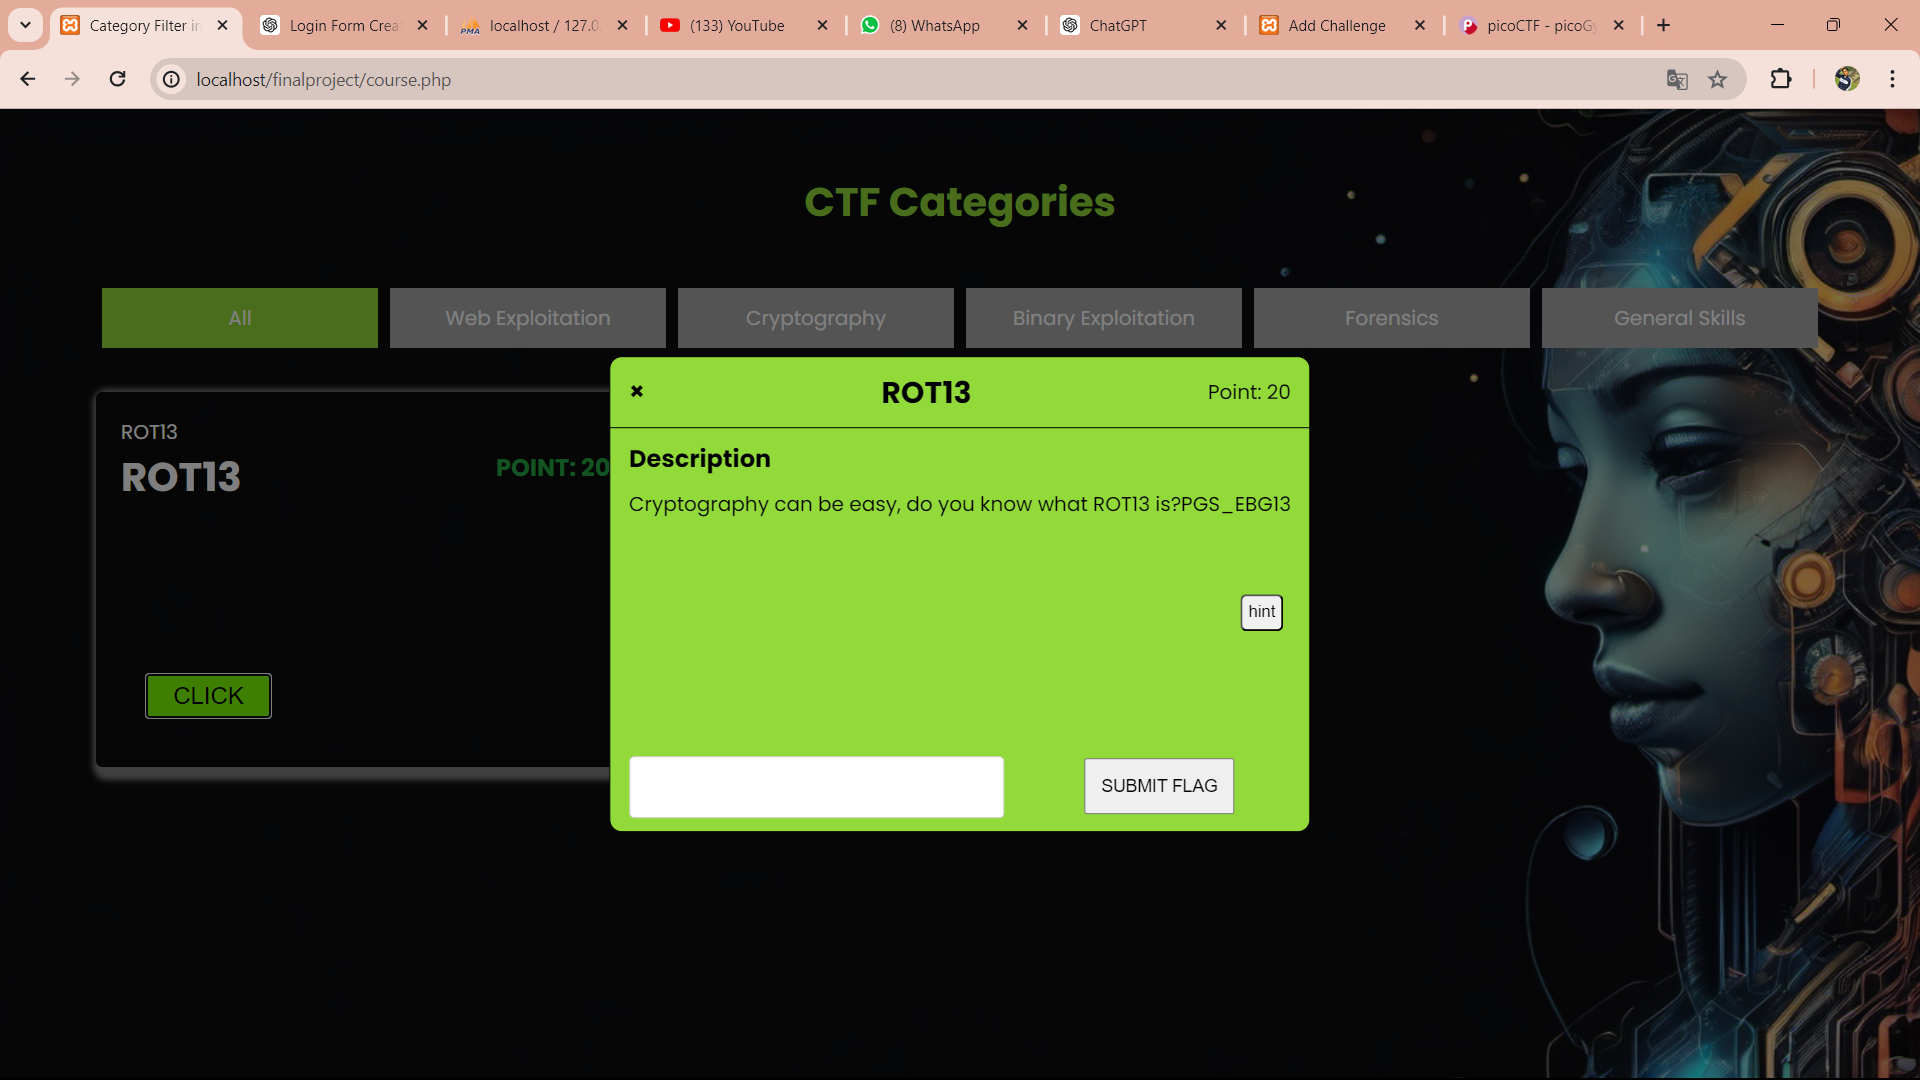 Category Filter in
Login Form Crea
localhost / 127.0.
(133) YouTube
(8) WhatsApp
ChatGPT
Add Challenge
picoCTF - picoGy
localhost/finalproject/course.php
CTF Categories
All
Web Exploitation
Cryptography
Binary Exploitation
Forensics
General Skills
ROT13
ROT13
POINT: 20
CLICK
✖
ROT13
Point: 20
Description
Cryptography can be easy, do you know what ROT13 is?PGS_EBG13
hint
SUBMIT FLAG